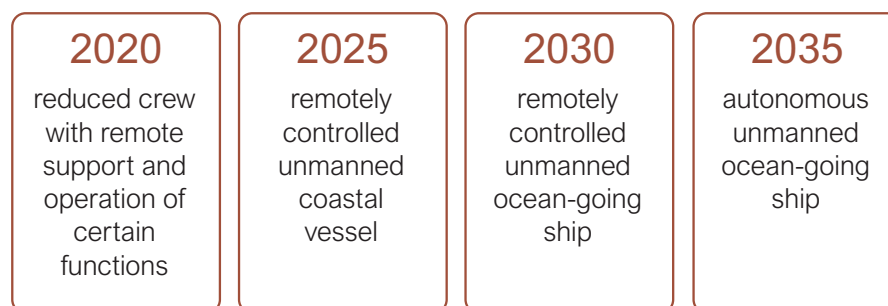 2020
reduced crew
with remote
support and
operation of
certain
functions
2025
remotely
controlled
unmanned
coastal
vessel
2030
remotely
controlled
unmanned
ocean-going
ship
2035
autonomous
unmanned
ocean-going
ship